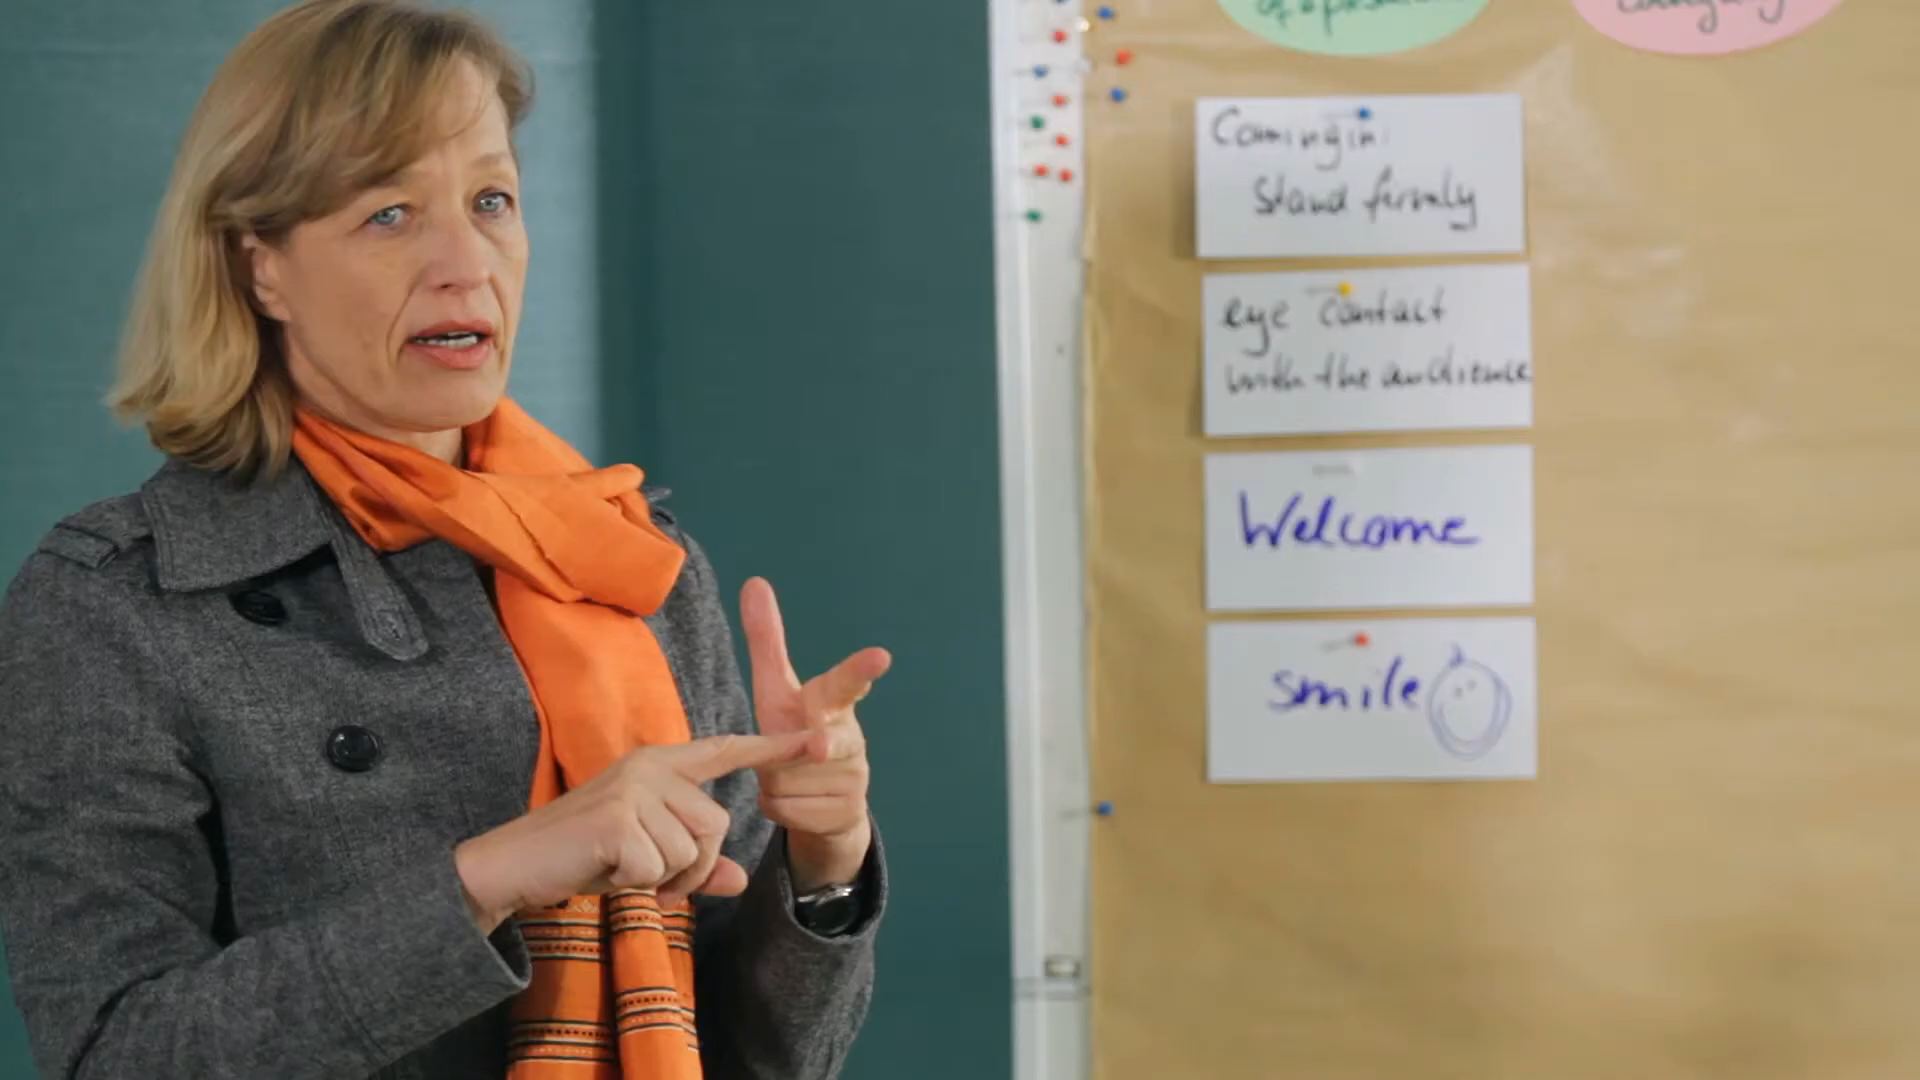 Coming in:
Stand firmly
eye contact
with the audience
Welcome
smile